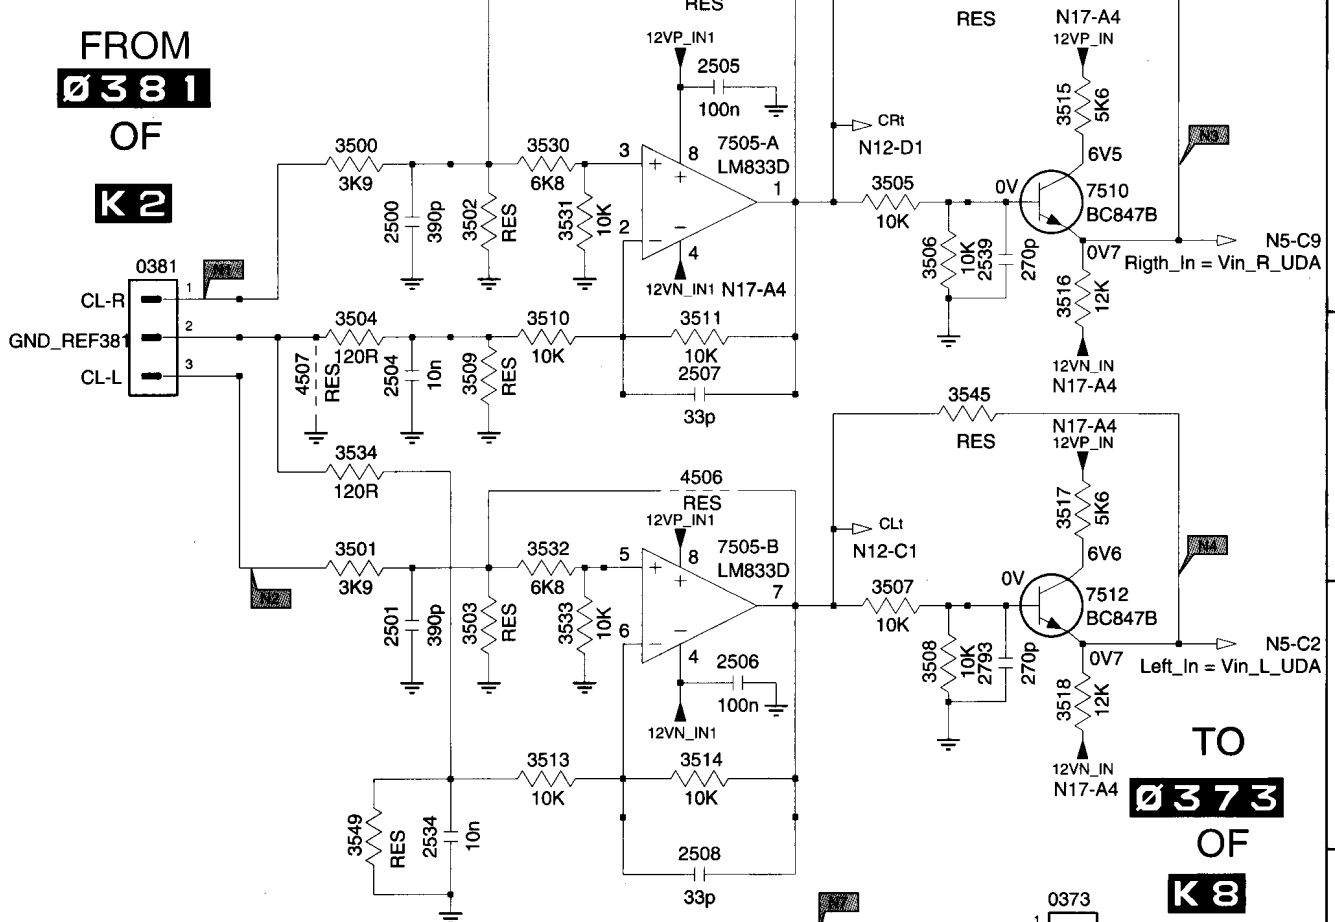 RES
RES
N17-A4
12VP_IN
FROM
Ø381
OF
K2
12VP_IN1
2505
100n
3515
5K6
CRt
N12-D1
N3
3500
3K9
3530
6K8
3
8
7505-A
LM833D
1
6V5
2500
390p
3502
RES
3531
10K
2
4
3505
10K
0V
7510
BC847B
12VN_IN1
N17-A4
3506
10K
2539
270p
0V7
N5-C9
Rigth_In = Vin_R_UDA
3516
12K
12VN_IN
N17-A4
0381
N1
CL-R
1
GND_REF381
2
CL-L
3
3504
120R
3510
10K
3511
10K
4507
RES
2504
10n
3509
RES
2507
33p
3534
120R
3545
RES
N17-A4
12VP_IN
4506
RES
12VP_IN1
3517
5K6
CLt
N12-C1
N4
3501
3K9
3532
6K8
5
8
7505-B
LM833D
7
6V6
N2
2501
390p
3503
RES
3533
10K
6
4
3507
10K
0V
7512
BC847B
2506
100n
12VN_IN1
3508
10K
2793
270p
0V7
N5-C2
Left_In = Vin_L_UDA
3518
12K
12VN_IN
N17-A4
3513
10K
3514
10K
3549
RES
2534
10n
2508
33p
TO
Ø373
OF
K8
N7
0373
1